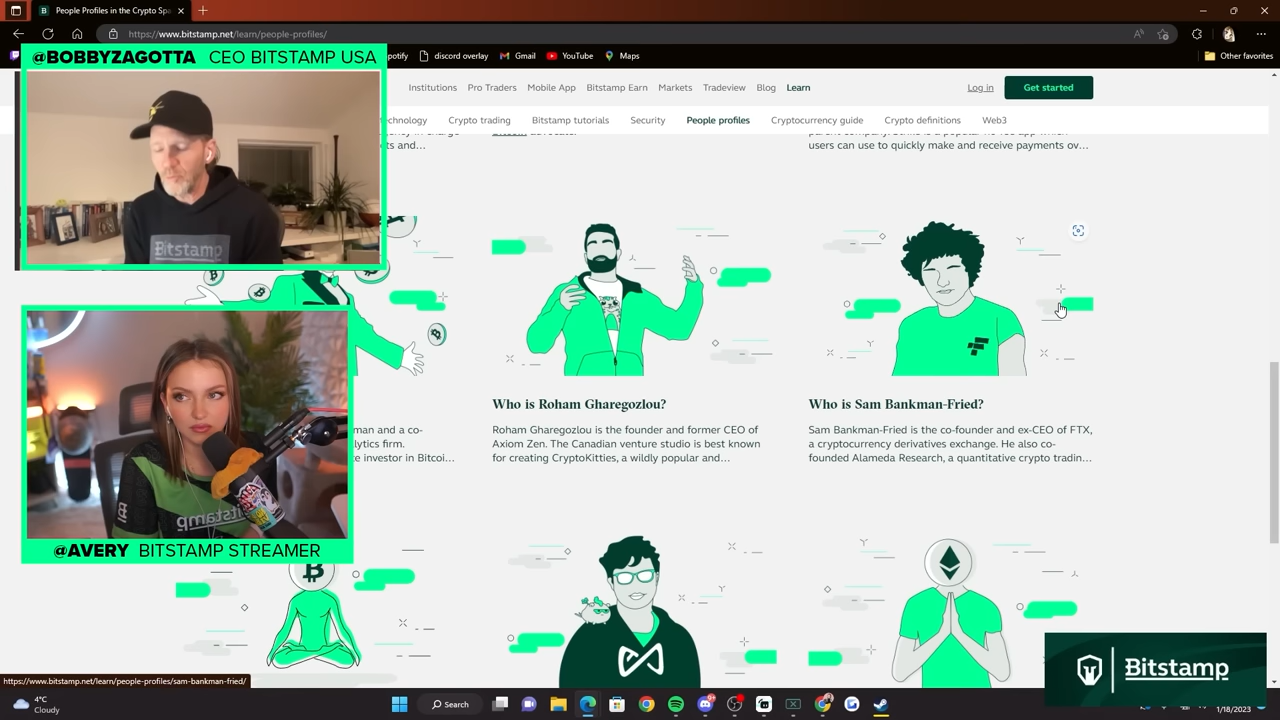 People Profiles in the Crypto Spa
https://www.bitstamp.net/learn/people-profiles/
potify
discord overlay
Gmail
YouTube
Maps
Other favorites
@BOBBYZAGOTTA CEO BITSTAMP USA
Institutions
Pro Traders
Mobile App
Bitstamp Earn
Markets
Tradeview
Blog
Learn
Log in
Get started
Crypto trading
Bitstamp tutorials
Security
People profiles
Cryptocurrency guide
Crypto definitions
Web3
users can use to quickly make and receive payments ov...
Bitstamp
Who is Roham Gharegozlou?
Roham Gharegozlou is the founder and former CEO of
Axiom Zen. The Canadian venture studio is best known
for creating CryptoKitties, a wildly popular and...
Who is Sam Bankman-Fried?
Sam Bankman-Fried is the co-founder and ex-CEO of FTX,
a cryptocurrency derivatives exchange. He also co-
founded Alameda Research, a quantitative crypto tradin...
man and a co-
lytics firm.
e investor in Bitcoi...
Bitstamp
@AVERY BITSTAMP STREAMER
Bitstamp
https://www.bitstamp.net/learn/people-profiles/sam-bankman-fried/
4°C
Cloudy
Search
1/18/2023